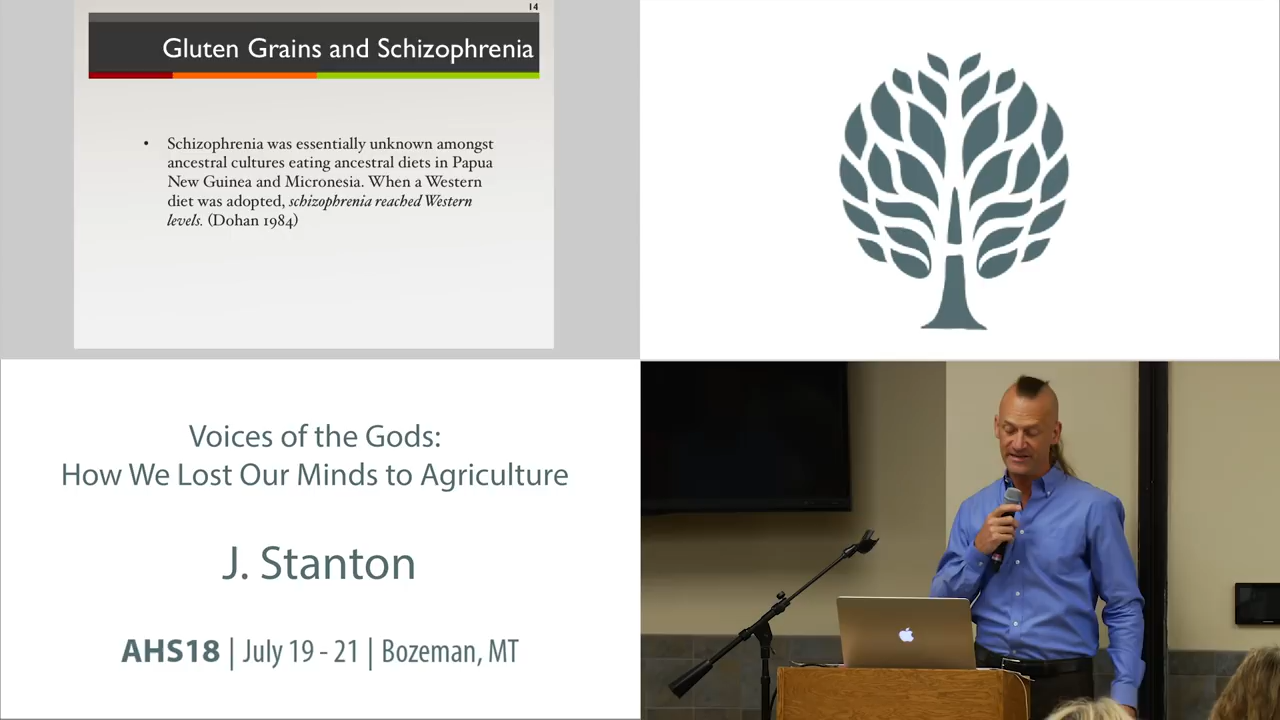 14
Gluten Grains and Schizophrenia
• Schizophrenia was essentially unknown amongst
ancestral cultures eating ancestral diets in Papua
New Guinea and Micronesia. When a Western
diet was adopted, schizophrenia reached Western
levels. (Dohan 1984)
Voices of the Gods:
How We Lost Our Minds to Agriculture
J. Stanton
AHS18 | July 19 - 21 | Bozeman, MT